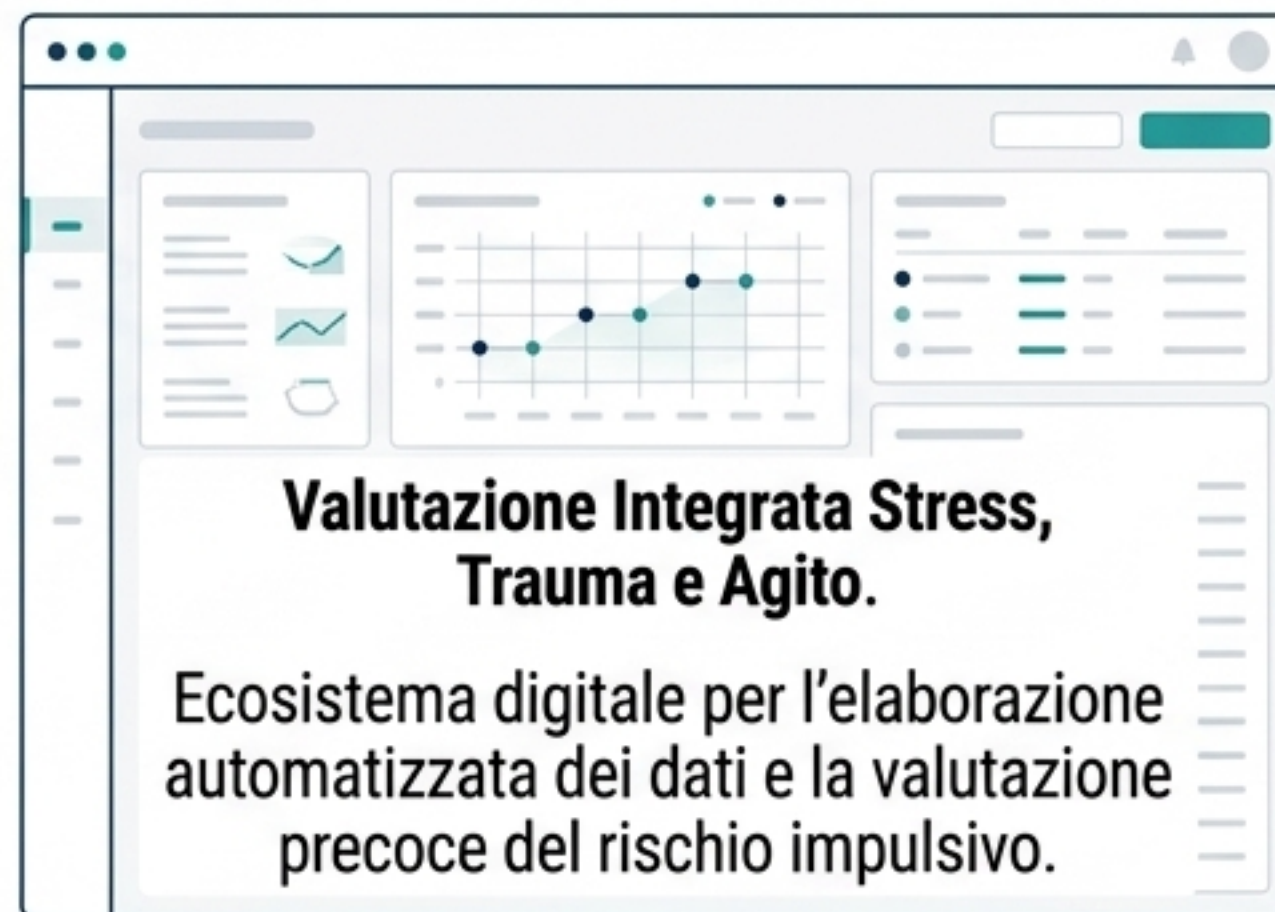 Valutazione Integrata Stress,
Trauma e Agito.
Ecosistema digitale per l’elaborazione
automatizzata dei dati e la valutazione
precoce del rischio impulsivo.